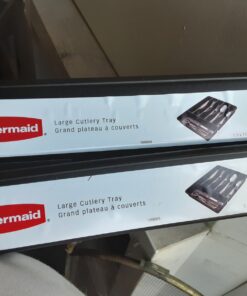 ermaid
Large Cutlery Tray
Grand plateau à couverts
ermaid
Large Cutlery Tray
Grand plateau à couverts